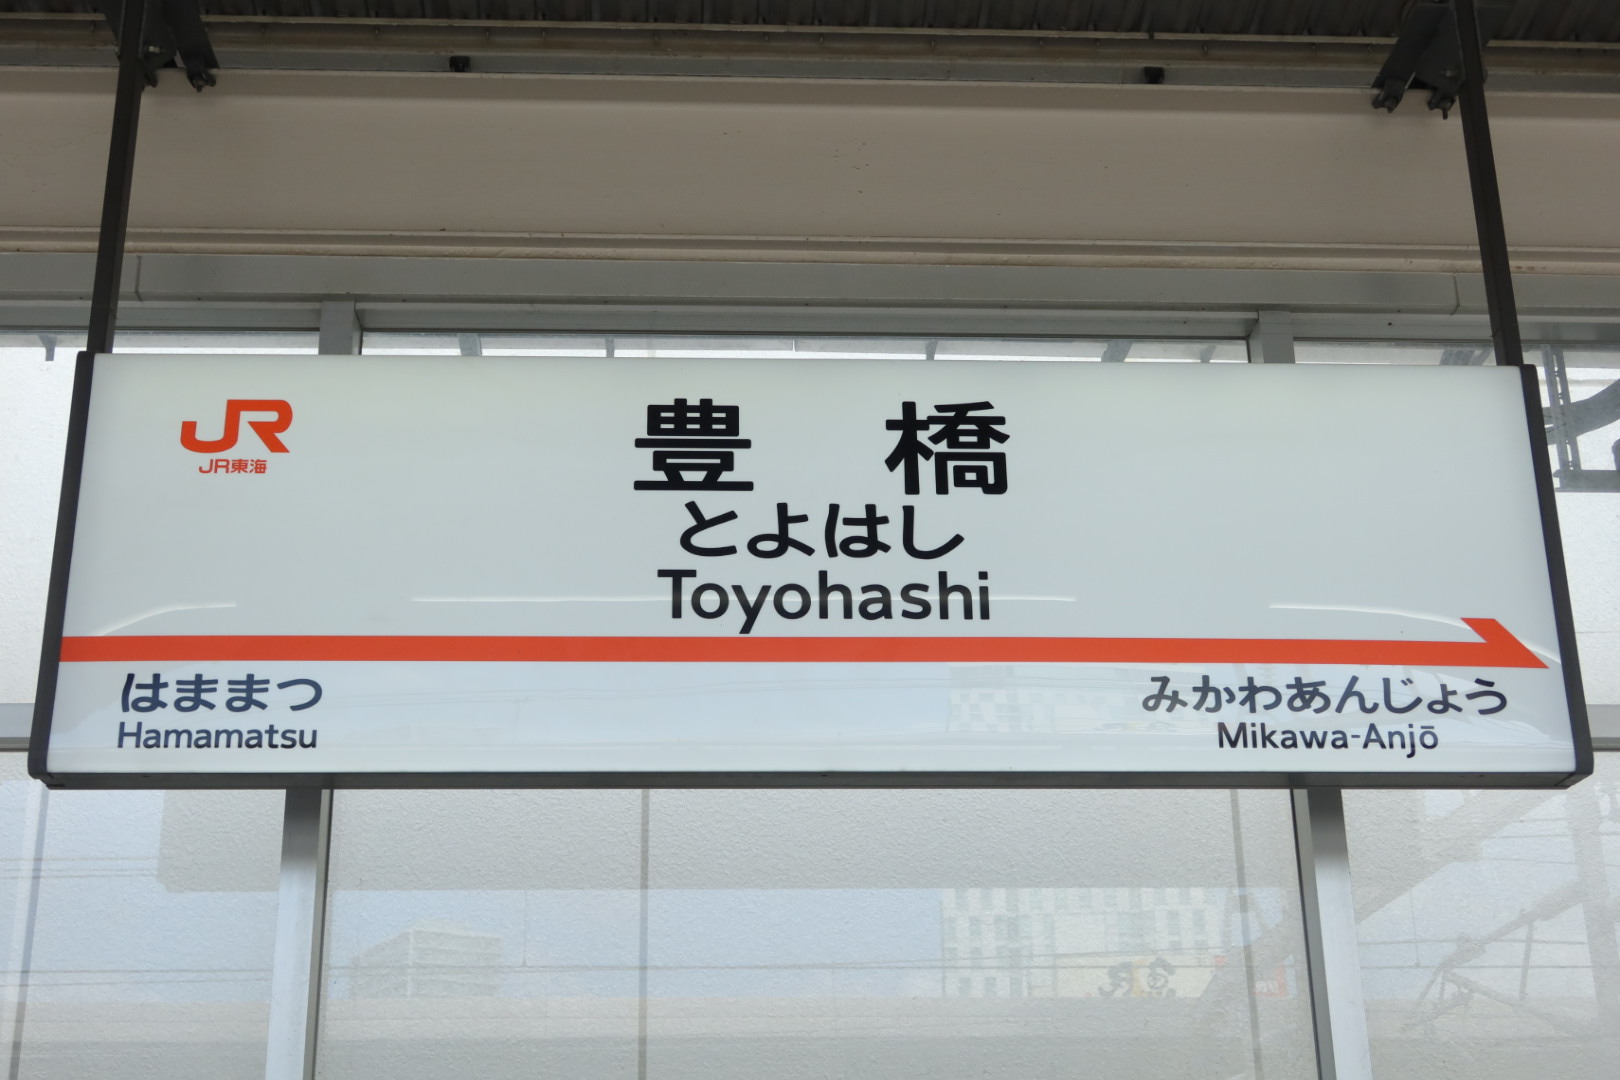 JR
JR東海
豊橋
とよはし
Toyohashi
はままつ
Hamamatsu
みかわあんじょう
Mikawa-Anjō